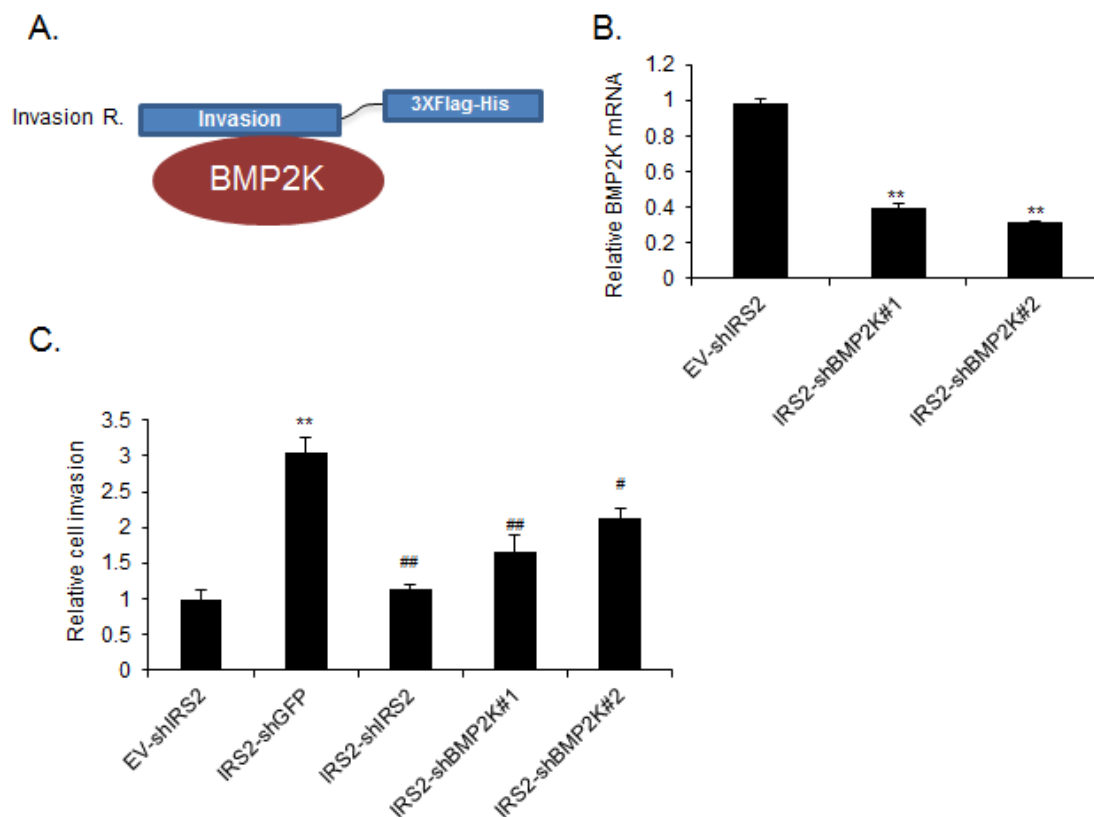 A.
Invasion R.
Invasion
3XFlag-His
BMP2K
B.
Relative BMP2K mRNA
1.2
1
0.8
0.6
0.4
0.2
0
**
**
EV-shIRS2
IRS2-shBMP2K#1
IRS2-shBMP2K#2
C.
Relative cell invasion
3.5
3
2.5
2
1.5
1
0.5
0
**
##
##
#
EV-shIRS2
IRS2-shGFP
IRS2-shIRS2
IRS2-shBMP2K#1
IRS2-shBMP2K#2